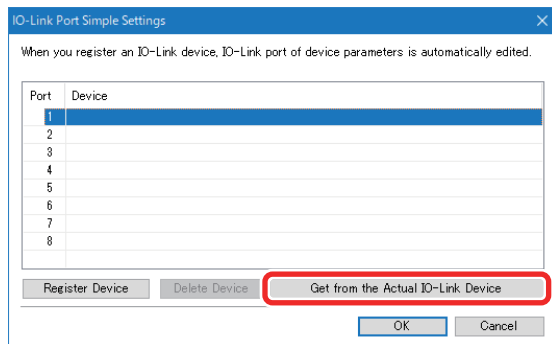 IO-Link Port Simple Settings
When you register an IO-Link device, IO-Link port of device parameters is automatically edited.
Port Device
1
2
3
4
5
6
7
8
Register Device Delete Device Get from the Actual IO-Link Device
OK Cancel